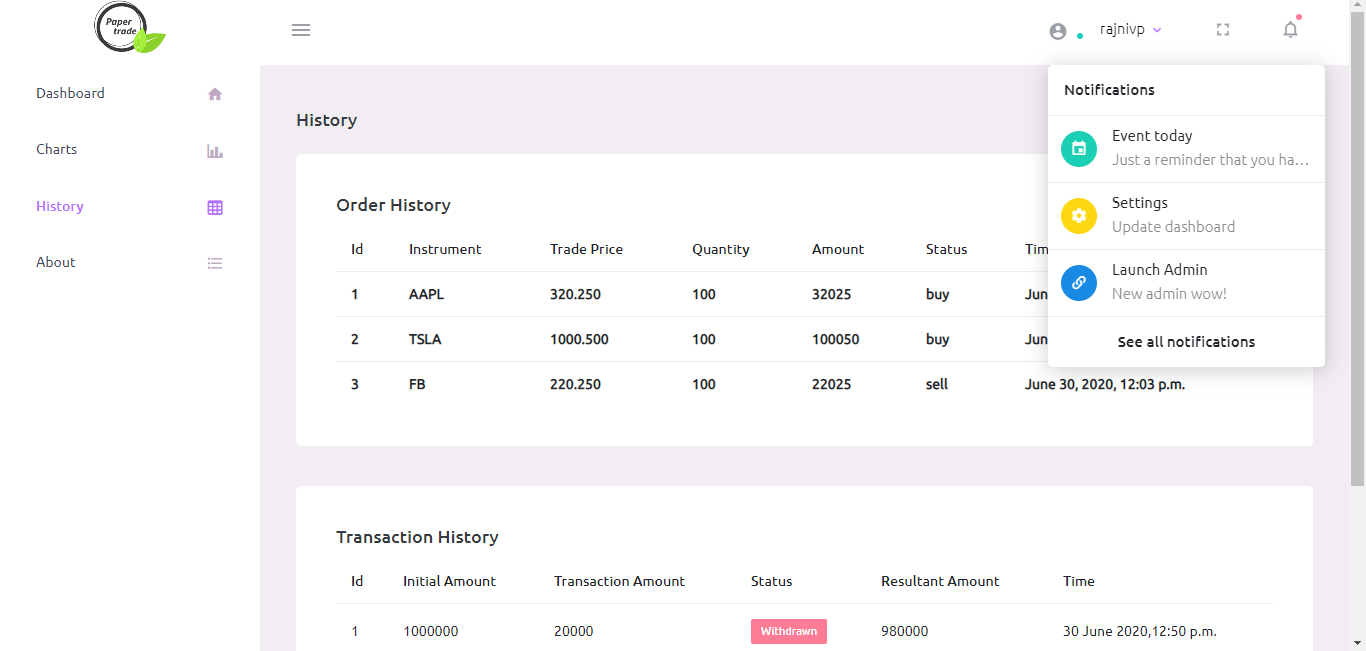 Paper
trade
rajnivp
Dashboard
Charts
History
About
Notifications
Event today
Just a reminder that you ha...
Settings
Update dashboard
Launch Admin
New admin wow!
See all notifications
History
Order History
Id Instrument Trade Price Quantity Amount Status Tim
1 AAPL 320.250 100 32025 buy Jun
2 TSLA 1000.500 100 100050 buy Jun
3 FB 220.250 100 22025 sell June 30, 2020, 12:03 p.m.
Transaction History
Id Initial Amount Transaction Amount Status Resultant Amount Time
1 1000000 20000 Withdrawn 980000 30 June 2020,12:50 p.m.